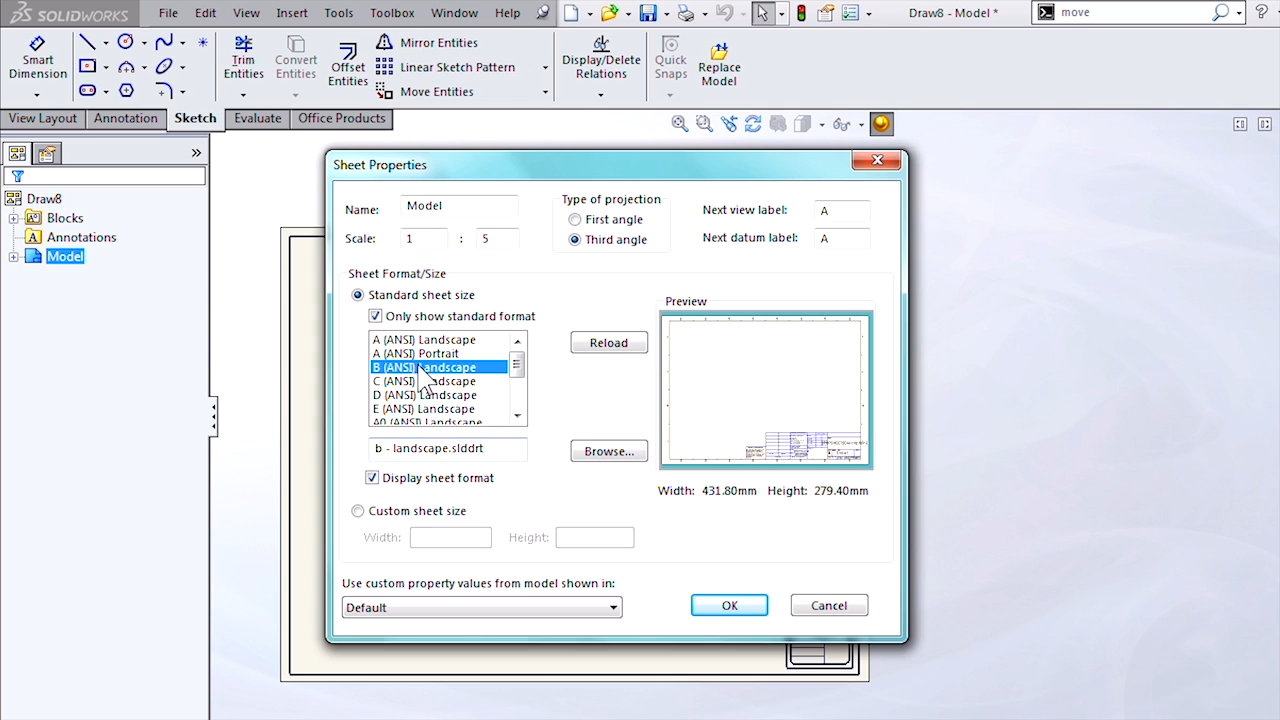 SOLIDWORKS File Edit View Insert Tools Toolbox Window Help Draw8 - Model * move
Smart Dimension
Trim Entities
Convert Entities
Offset Entities
Mirror Entities
Linear Sketch Pattern
Move Entities
Display/Delete Relations
Quick Snaps
Replace Model
View Layout Annotation Sketch Evaluate Office Products
Draw8
Blocks
Annotations
Model
Sheet Properties
Name: Model
Scale: 1 : 5
Type of projection
First angle
Third angle
Next view label: A
Next datum label: A
Sheet Format/Size
Standard sheet size
Only show standard format
A (ANSI) Landscape
A (ANSI) Portrait
B (ANSI) Landscape
C (ANSI) Landscape
D (ANSI) Landscape
E (ANSI) Landscape
A0 (ANSI) Landscape
Reload
b - landscape.slddrt
Browse...
Display sheet format
Custom sheet size
Width: Height:
Preview
Width: 431.80mm Height: 279.40mm
Use custom property values from model shown in:
Default
OK Cancel